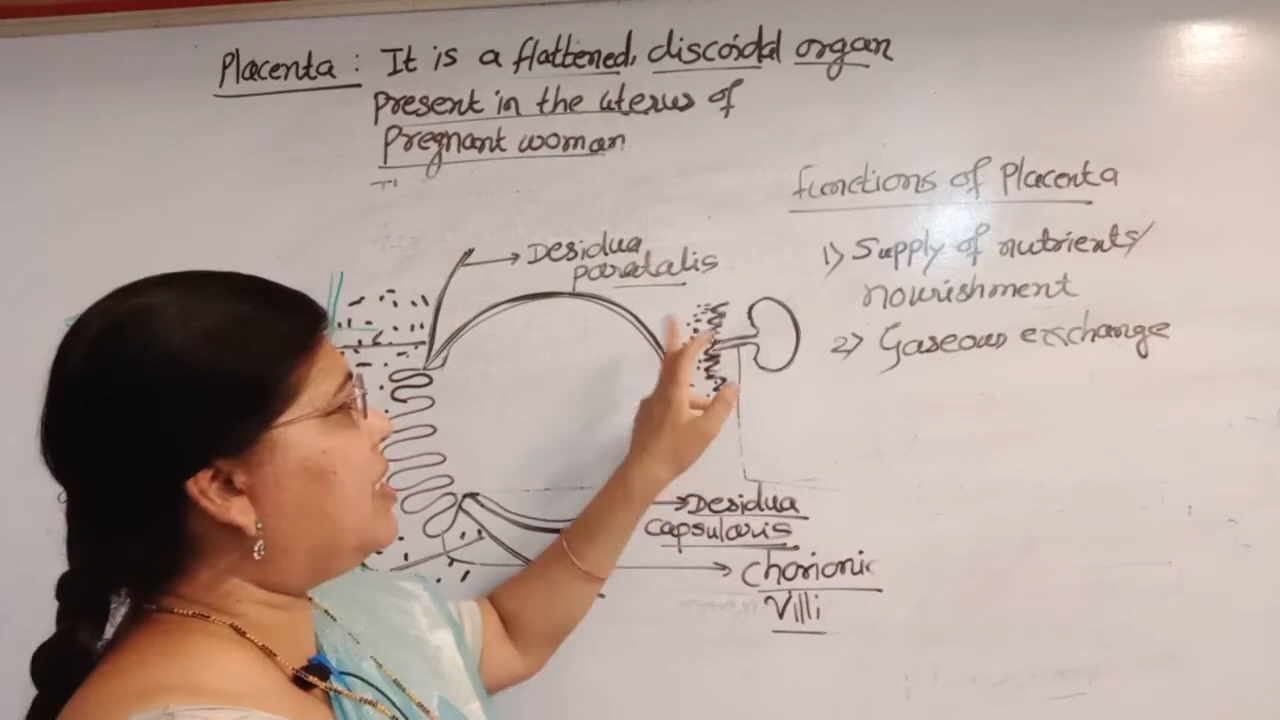 Placenta : It is a flattened, discoidal organ
present in the uterus of
Pregnant woman
functions of Placenta
1) Supply of nutrients/
nourishment
2) Gaseous exchange
Desidua
paratalis
Desidua
capsularis
Chorionic
Villi